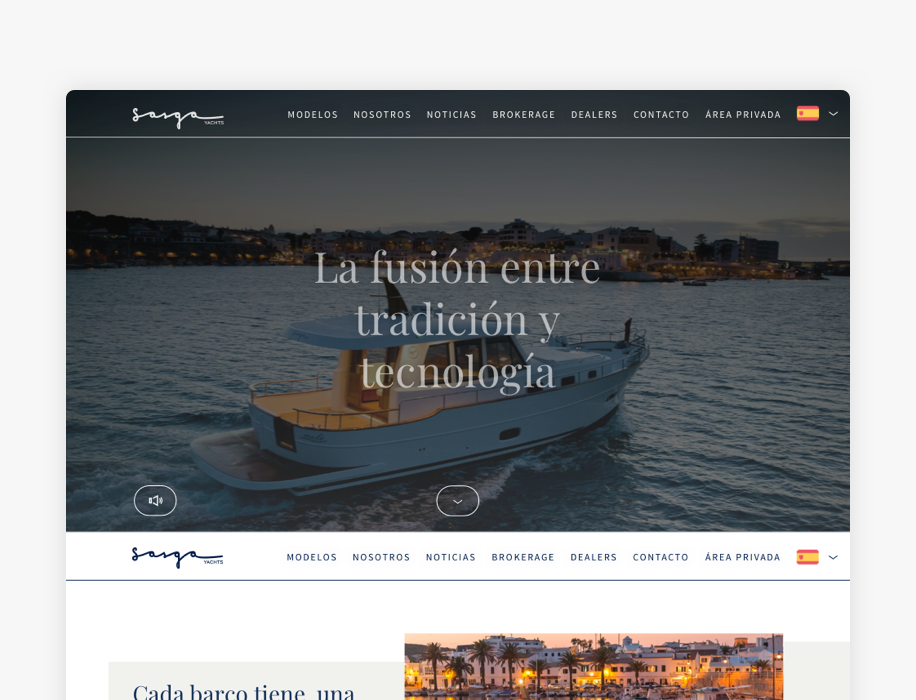 Sasga
YACHTS
MODELOS NOSOTROS NOTICIAS BROKERAGE DEALERS CONTACTO ÁREA PRIVADA
La fusión entre
tradición y
tecnología
Sasga
YACHTS
MODELOS NOSOTROS NOTICIAS BROKERAGE DEALERS CONTACTO ÁREA PRIVADA
Cada barco tiene una